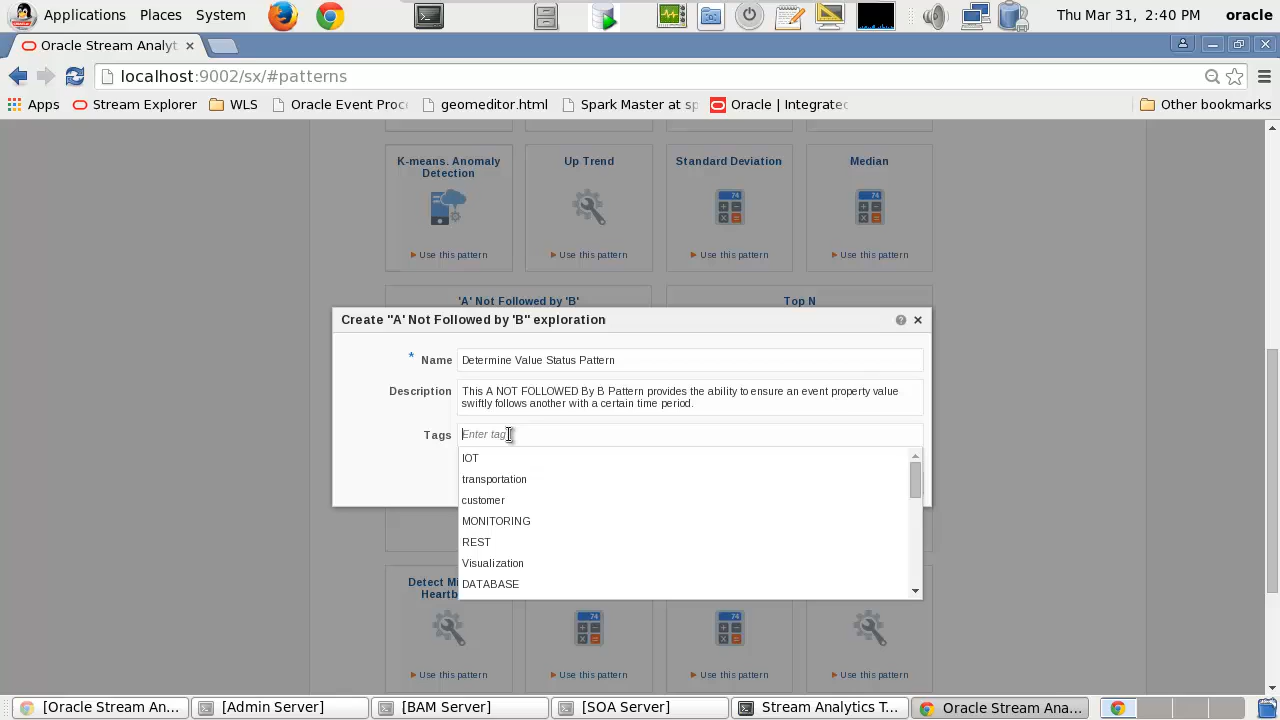 Applications Places System Thu Mar 31, 2:40 PM oracle
Oracle Stream Analyt
localhost:9002/sx/#patterns
Apps Stream Explorer WLS Oracle Event Proc geomeditor.html Spark Master at sp Oracle | Integrated Other bookmarks
K-means. Anomaly Up Trend Standard Deviation Median
Detection
Use this pattern Use this pattern Use this pattern Use this pattern
'A' Not Followed by 'B' Top N
Create "A' Not Followed by 'B" exploration
* Name Determine Value Status Pattern
Description This A NOT FOLLOWED By B Pattern provides the ability to ensure an event property value
swiftly follows another with a certain time period.
Tags Enter tag
IOT
transportation
customer
MONITORING
REST
Visualization
DATABASE
Detect Mi
Heartb
Use this pattern Use this pattern Use this pattern Use this pattern
[Oracle Stream An... [Admin Server] [BAM Server] [SOA Server] Stream Analytics T... Oracle Stream Ana...